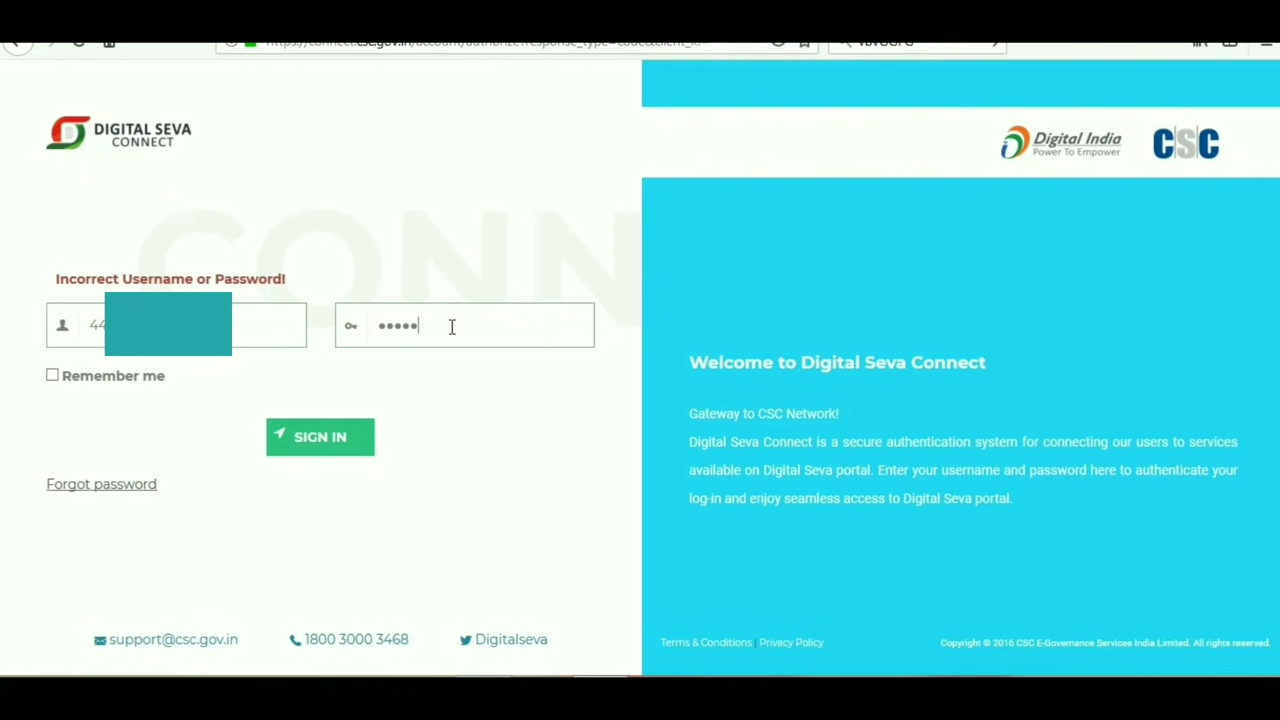 DIGITAL SEVA
CONNECT
Digital India
Power To Empower
CSC
CONN
Incorrect Username or Password!
44
Remember me
SIGN IN
Forgot password
Welcome to Digital Seva Connect
Gateway to CSC Network!
Digital Seva Connect is a secure authentication system for connecting our users to services
available on Digital Seva portal. Enter your username and password here to authenticate your
log-in and enjoy seamless access to Digital Seva portal.
support@csc.gov.in
1800 3000 3468
Digitalseva
Terms & Conditions | Privacy Policy
Copyright © 2016 CSC E-Governance Services India Limited. All rights reserved.